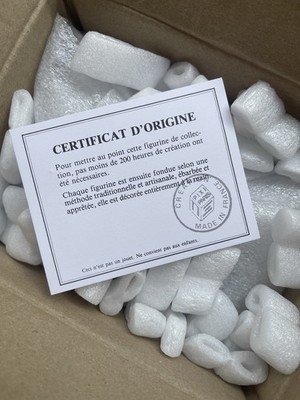 CERTIFICAT D'ORIGINE
Pour mettre au point cette figurine de collec-
tion, pas moins de 200 heures de création ont
été nécessaires.
Chaque figurine est ensuite fondue selon une
méthode traditionnelle et artisanale, ébarbée et
apprêtée, elle est décorée entièrement à la main
PIXI
MADE IN FRANCE
Ceci n'est pas un jouet. Ne convient pas aux enfants.